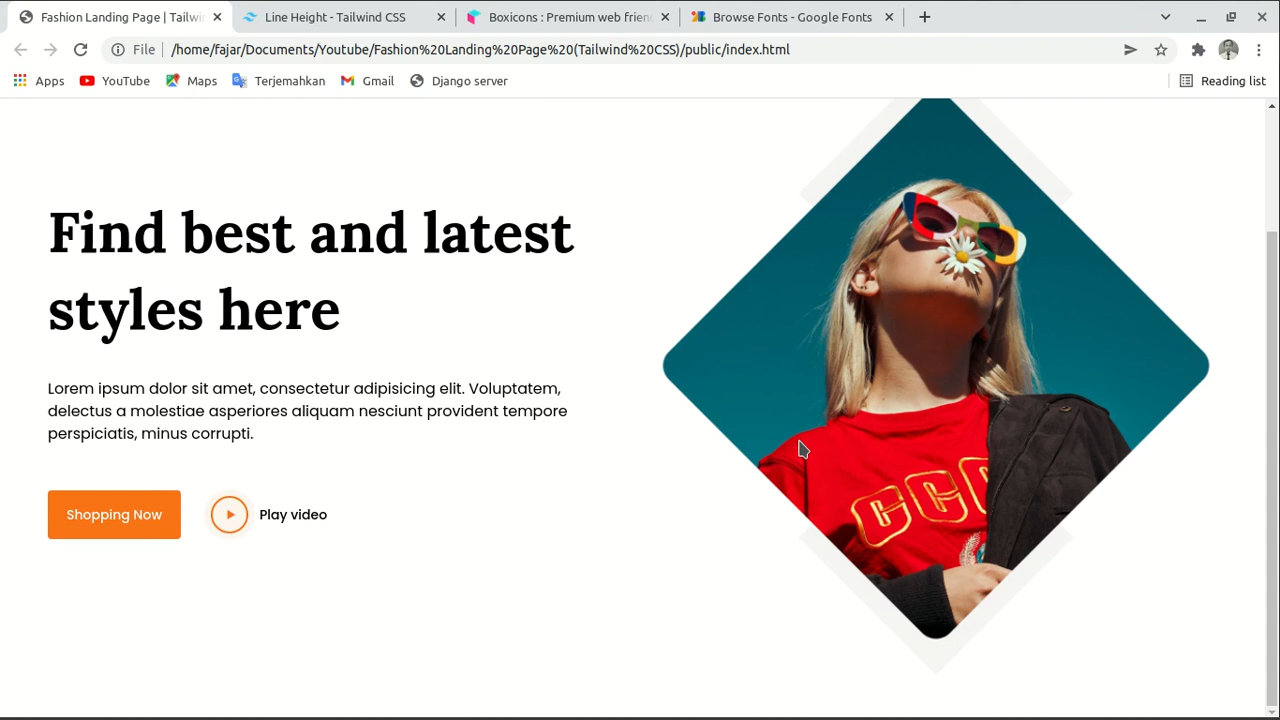 Fashion Landing Page | Tailwi
Line Height - Tailwind CSS
Boxicons : Premium web frien
Browse Fonts - Google Fonts
File
/home/fajar/Documents/Youtube/Fashion%20Landing%20Page%20(Tailwind%20CSS)/public/index.html
Apps
YouTube
Maps
Terjemahkan
Gmail
Django server
Reading list
Find best and latest
styles here
Lorem ipsum dolor sit amet, consectetur adipisicing elit. Voluptatem,
delectus a molestiae asperiores aliquam nesciunt provident tempore
perspiciatis, minus corrupti.
Shopping Now
Play video